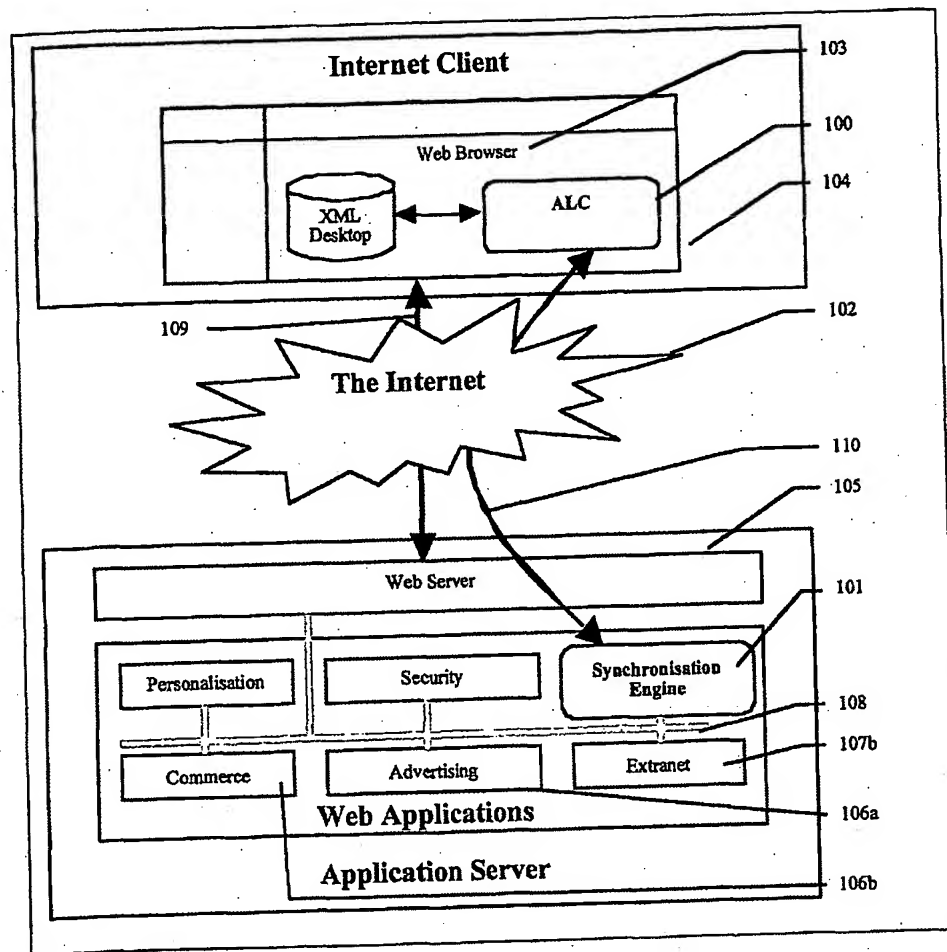 Internet Client
103
Web Browser
100
XML
Desktop
ALC
104
109
102
The Internet
110
105
Web Server
101
Personalisation
Security
Synchronisation
Engine
108
107b
Commerce
Advertising
Extranet
Web Applications
106a
Application Server
106b